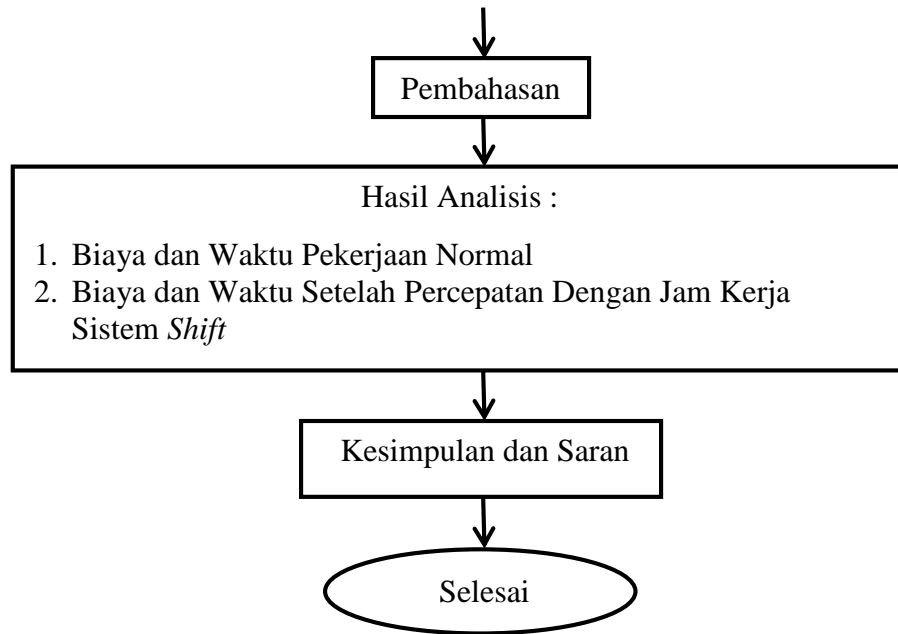 Pembahasan
Hasil Analisis :
1. Biaya dan Waktu Pekerjaan Normal
2. Biaya dan Waktu Setelah Percepatan Dengan Jam Kerja
Sistem Shift
Kesimpulan dan Saran
Selesai